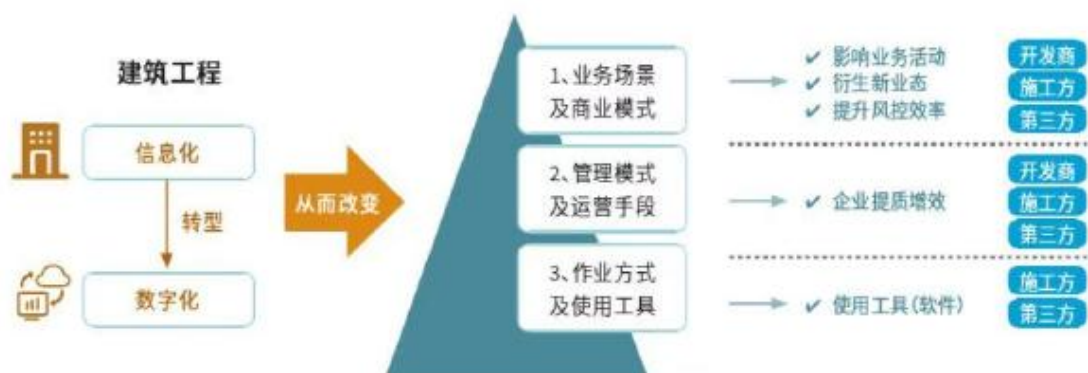 建筑工程
信息化
转型
数字化
从而改变
1、业务场景
及商业模式
✔ 影响业务活动
✔ 衍生新业态
✔ 提升风控效率
开发商
施工方
第三方
2、管理模式
及运营手段
✔ 企业提质增效
开发商
施工方
第三方
3、作业方式
及使用工具
✔ 使用工具(软件)
施工方
第三方